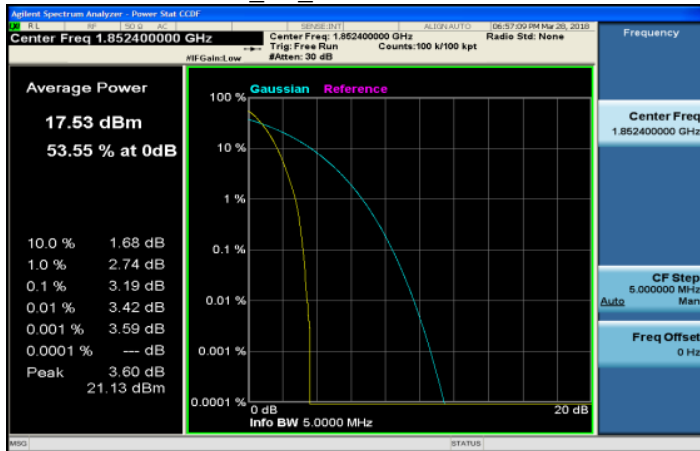 Agilent Spectrum Analyzer - Power Stat CCDF
RL RF 50 Ω AC SENSE:INT ALIGN AUTO 06:57:09 PM Mar 28, 2018
Center Freq 1.852400000 GHz
Center Freq: 1.852400000 GHz Radio Std: None
Trig: Free Run Counts:100 k/100 kpt
#IFGain:Low #Atten: 30 dB
Frequency
Average Power
17.53 dBm
53.55 % at 0dB
10.0 % 1.68 dB
1.0 % 2.74 dB
0.1 % 3.19 dB
0.01 % 3.42 dB
0.001 % 3.59 dB
0.0001 % --- dB
Peak 3.60 dB
21.13 dBm
Gaussian Reference
100 %
10 %
1 %
0.1 %
0.01 %
0.001 %
0.0001 %
0 dB 20 dB
Info BW 5.0000 MHz
Center Freq
1.852400000 GHz
CF Step
5.000000 MHz
Auto Man
Freq Offset
0 Hz
MSG STATUS